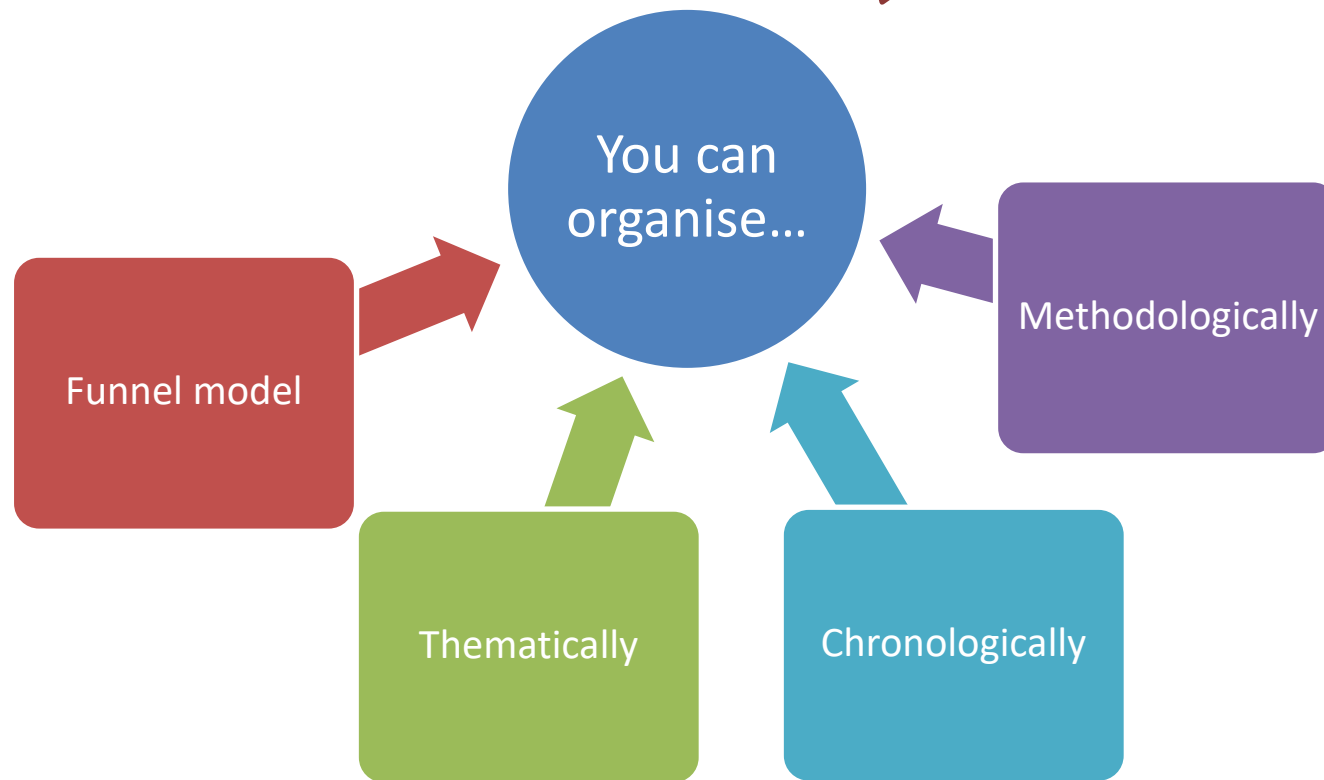 You can
organise...
Methodologically
Funnel model
Thematically
Chronologically